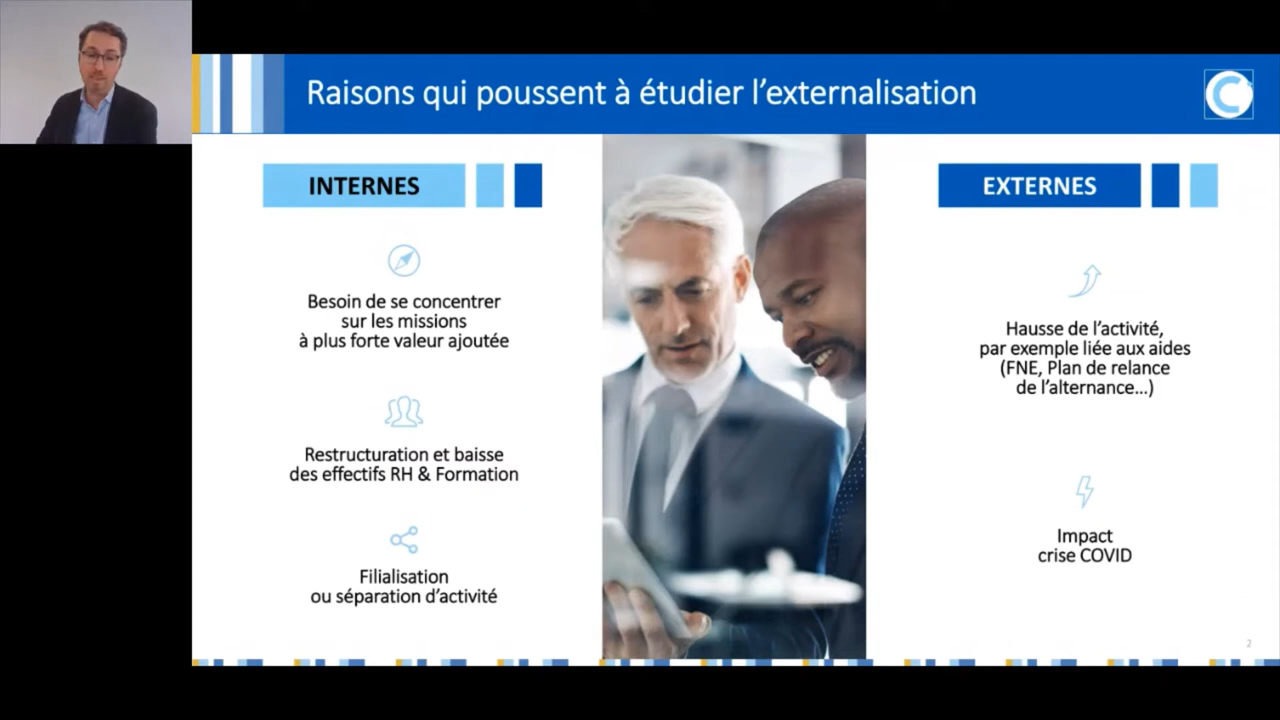 Raisons qui poussent à étudier l'externalisation
INTERNES
Besoin de se concentrer
sur les missions
à plus forte valeur ajoutée
Restructuration et baisse
des effectifs RH & Formation
Filialisation
ou séparation d'activité
EXTERNES
Hausse de l'activité,
par exemple liée aux aides
(FNE, Plan de relance
de l'alternance...)
Impact
crise COVID
2